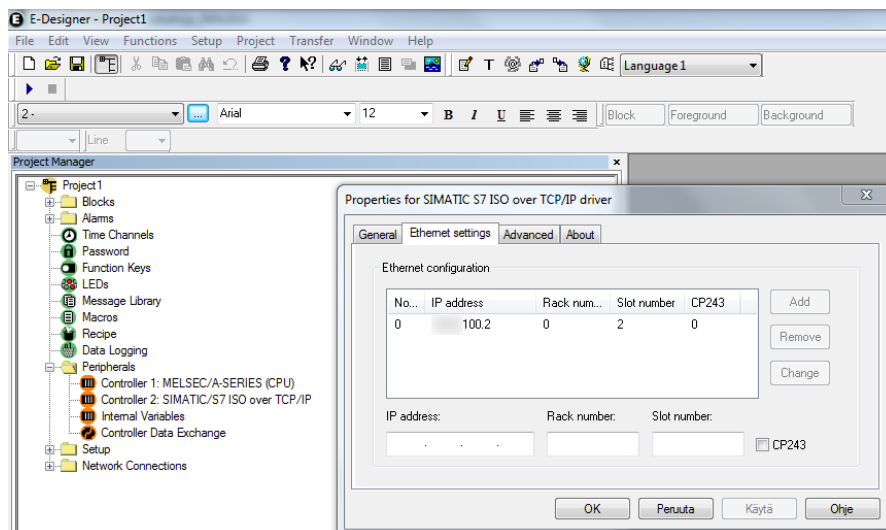 E-Designer - Project1
File Edit View Functions Setup Project Transfer Window Help
T Language1
2 - ... Arial 12 B I U Block Foreground Background
Line
Project Manager x
Project1
Blocks
Alarms
Time Channels
Password
Function Keys
LEDs
Message Library
Macros
Recipe
Data Logging
Peripherals
Controller 1: MELSEC/A-SERIES (CPU)
Controller 2: SIMATIC/S7 ISO over TCP/IP
Internal Variables
Controller Data Exchange
Setup
Network Connections
Properties for SIMATIC S7 ISO over TCP/IP driver
General Ethernet settings Advanced About
Ethernet configuration
No... IP address Rack num... Slot number CP243
0 100.2 0 2 0
Add
Remove
Change
IP address: Rack number: Slot number:
. . . CP243
OK Peruuta Käytä Ohje